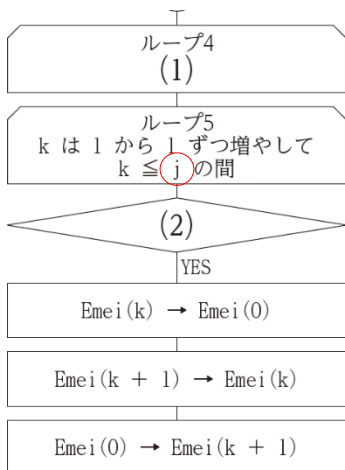 ループ4
(1)
ループ5
k は 1 から 1 ずつ増やして
k ≦ j の間
(2)
YES
Emei(k) → Emei(0)
Emei(k + 1) → Emei(k)
Emei(0) → Emei(k + 1)